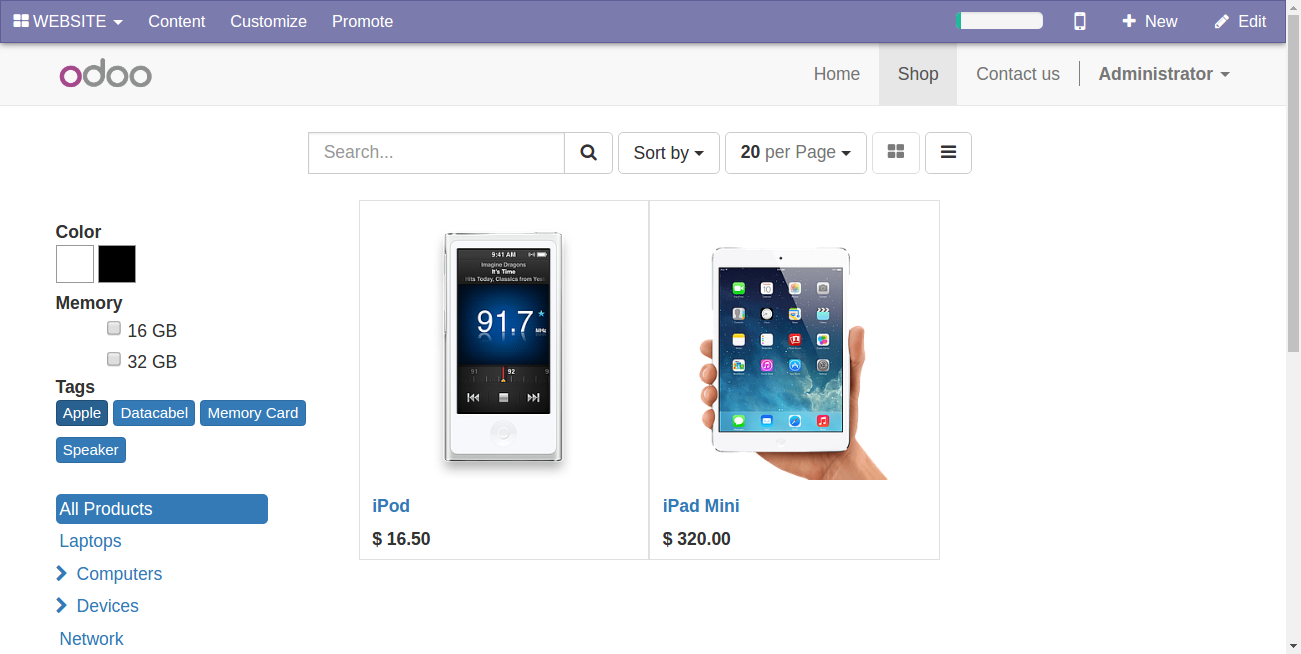 WEBSITE Content Customize Promote New Edit
odoo Home Shop Contact us Administrator
Search... Sort by 20 per Page
Color
Memory
16 GB
32 GB
Tags
Apple Datacabel Memory Card
Speaker
All Products
Laptops
Computers
Devices
Network
9:41 AM
Imagine Dragons
It's Time
Hits Today, Classics from Yes
91.7 MHz
91 92 9
iPod
$ 16.50
iPad Mini
$ 320.00